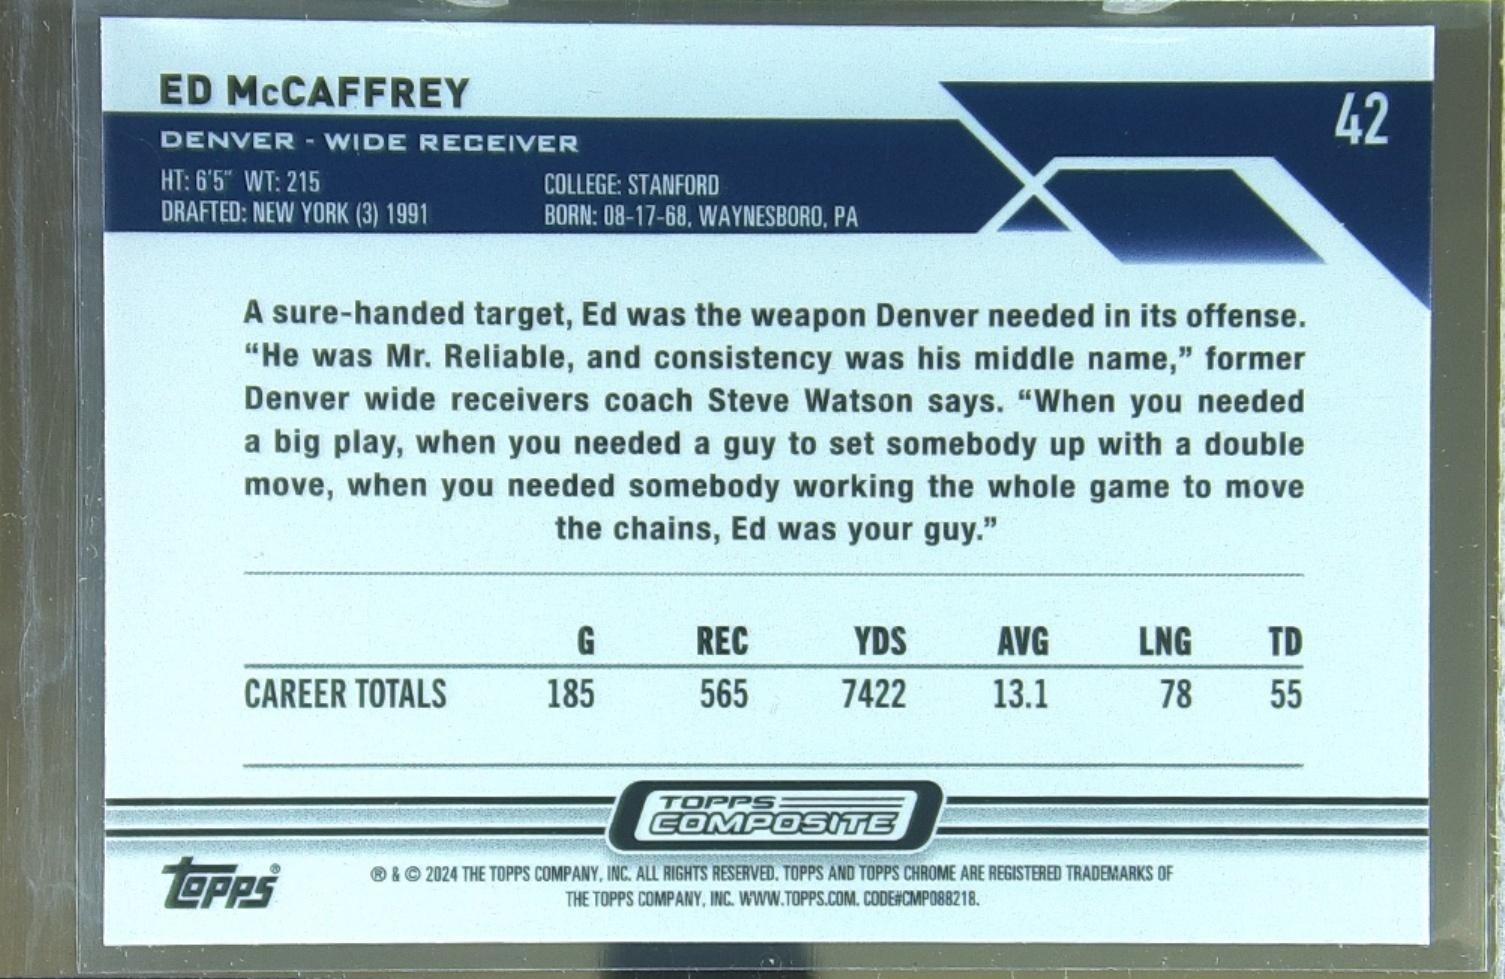 ED McCAFFREY
42
DENVER - WIDE RECEIVER
HT: 6'5" WT: 215
COLLEGE: STANFORD
DRAFTED: NEW YORK (3) 1991
BORN: 08-17-68, WAYNESBORO, PA
A sure-handed target, Ed was the weapon Denver needed in its offense.
“He was Mr. Reliable, and consistency was his middle name,” former
Denver wide receivers coach Steve Watson says. “When you needed
a big play, when you needed a guy to set somebody up with a double
move, when you needed somebody working the whole game to move
the chains, Ed was your guy.”
G REC YDS AVG LNG TD
CAREER TOTALS 185 565 7422 13.1 78 55
TOPPS
COMPOSITE
topps®
® & © 2024 THE TOPPS COMPANY, INC. ALL RIGHTS RESERVED. TOPPS AND TOPPS CHROME ARE REGISTERED TRADEMARKS OF
THE TOPPS COMPANY, INC. WWW.TOPPS.COM. CODE#CMP088218.